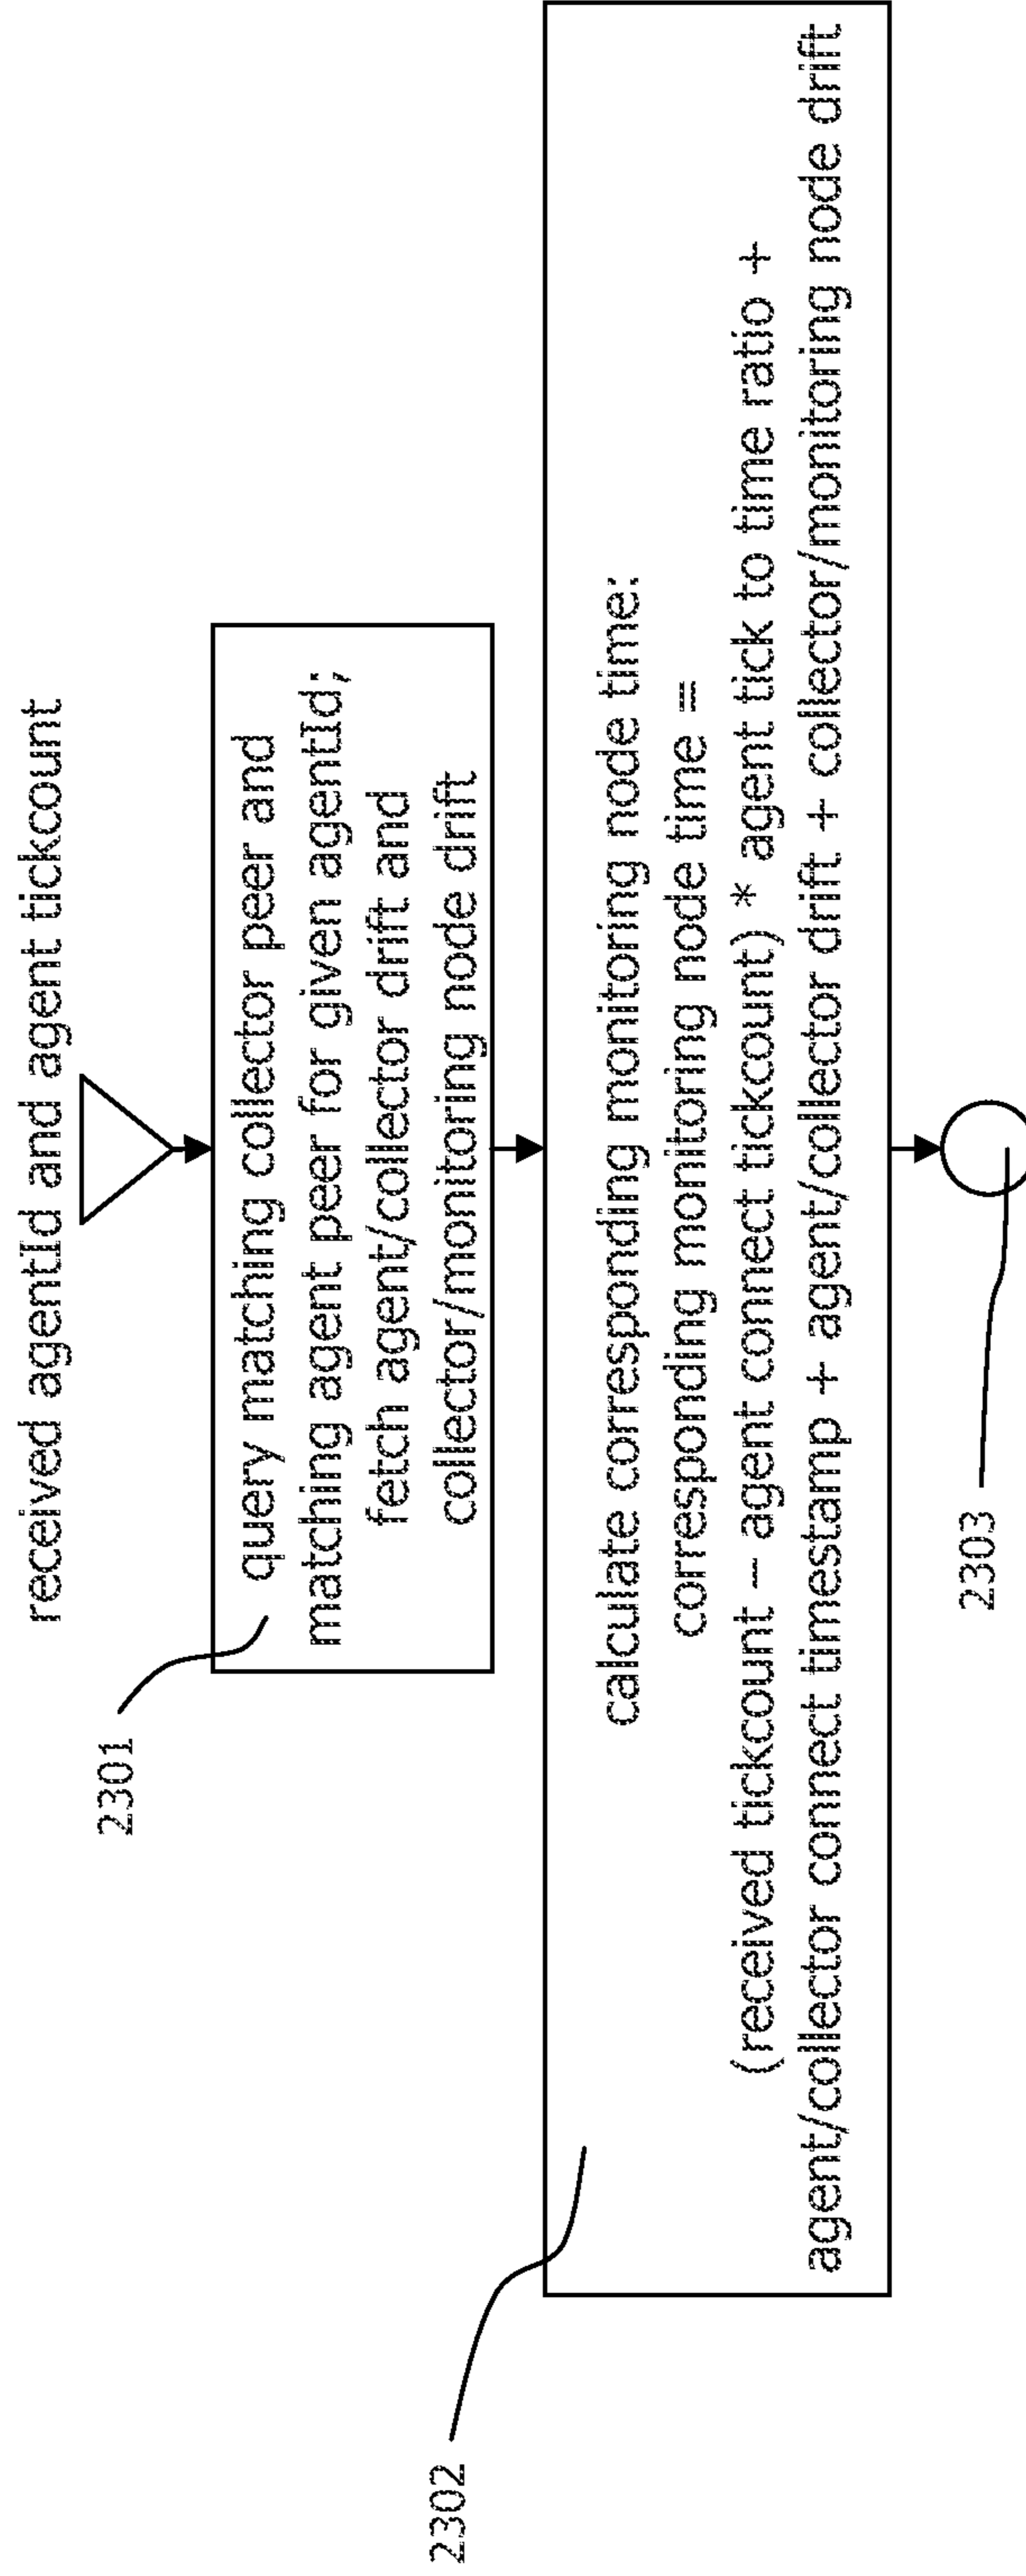 received agentId and agent tickcount
2301
query matching collector peer and
matching agent peer for given agentId;
fetch agent/collector drift and
collector/monitoring node drift
2302
calculate corresponding monitoring node time:
corresponding monitoring node time =
(received tickcount – agent connect tickcount) * agent tick to time ratio +
agent/collector connect timestamp + agent/collector drift + collector/monitoring node drift
2303